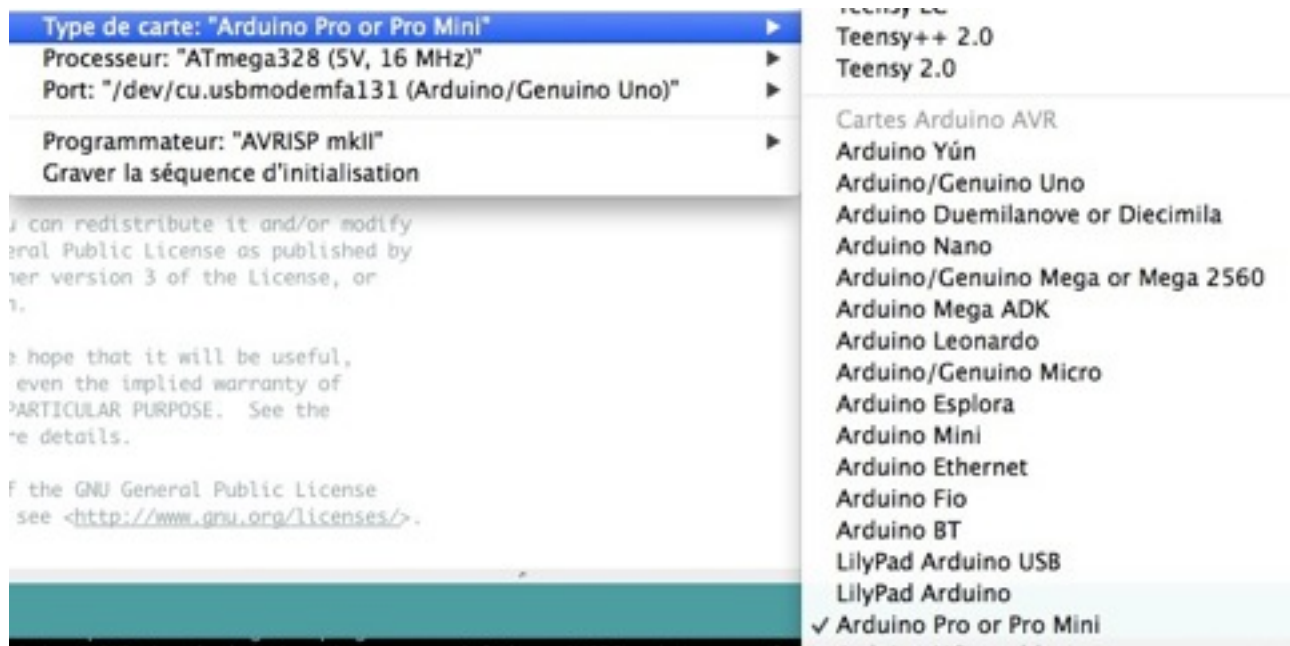 Type de carte: "Arduino Pro or Pro Mini"
Processeur: "ATmega328 (5V, 16 MHz)"
Port: "/dev/cu.usbmodemfa131 (Arduino/Genuino Uno)"
Programmateur: "AVRISP mkII"
Graver la séquence d'initialisation
can redistribute it and/or modify
eral Public License as published by
her version 3 of the License, or
hope that it will be useful,
even the implied warranty of
PARTICULAR PURPOSE. See the
re details.
f the GNU General Public License
see <http://www.gnu.org/licenses/>.
Teensy++ 2.0
Teensy 2.0
Cartes Arduino AVR
Arduino Yún
Arduino/Genuino Uno
Arduino Duemilanove or Diecimila
Arduino Nano
Arduino/Genuino Mega or Mega 2560
Arduino Mega ADK
Arduino Leonardo
Arduino/Genuino Micro
Arduino Esplora
Arduino Mini
Arduino Ethernet
Arduino Fio
Arduino BT
LilyPad Arduino USB
LilyPad Arduino
✓ Arduino Pro or Pro Mini